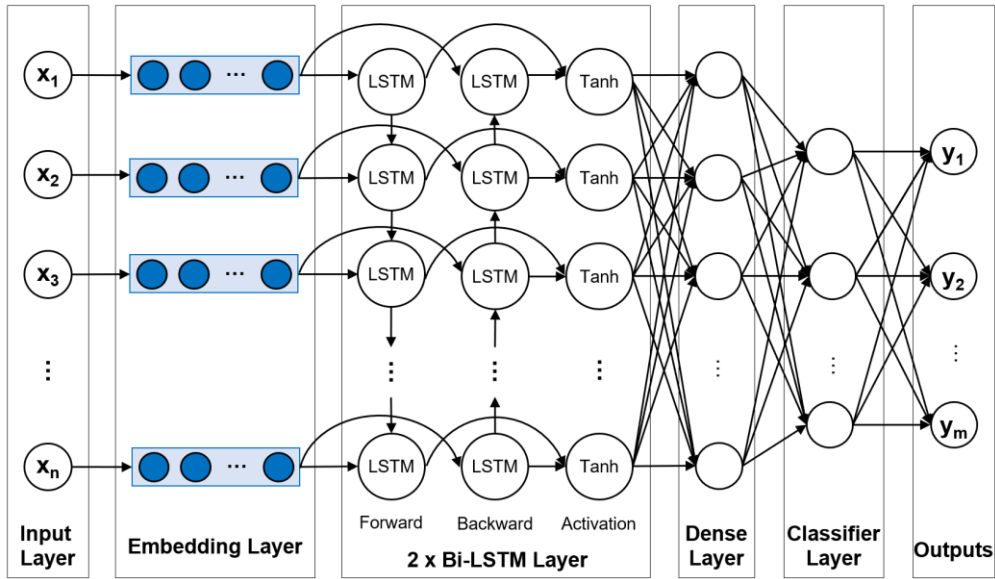 x₁ ... LSTM LSTM Tanh
y₁
x₂ ... LSTM LSTM Tanh
x₃ ... LSTM LSTM Tanh
y₂
⋮ ⋮ ⋮ ⋮ ⋮ ⋮ ⋮
yₘ
xₙ ... LSTM LSTM Tanh
Forward Backward Activation
Input
Layer
Embedding Layer
2 x Bi-LSTM Layer
Dense
Layer
Classifier
Layer
Outputs